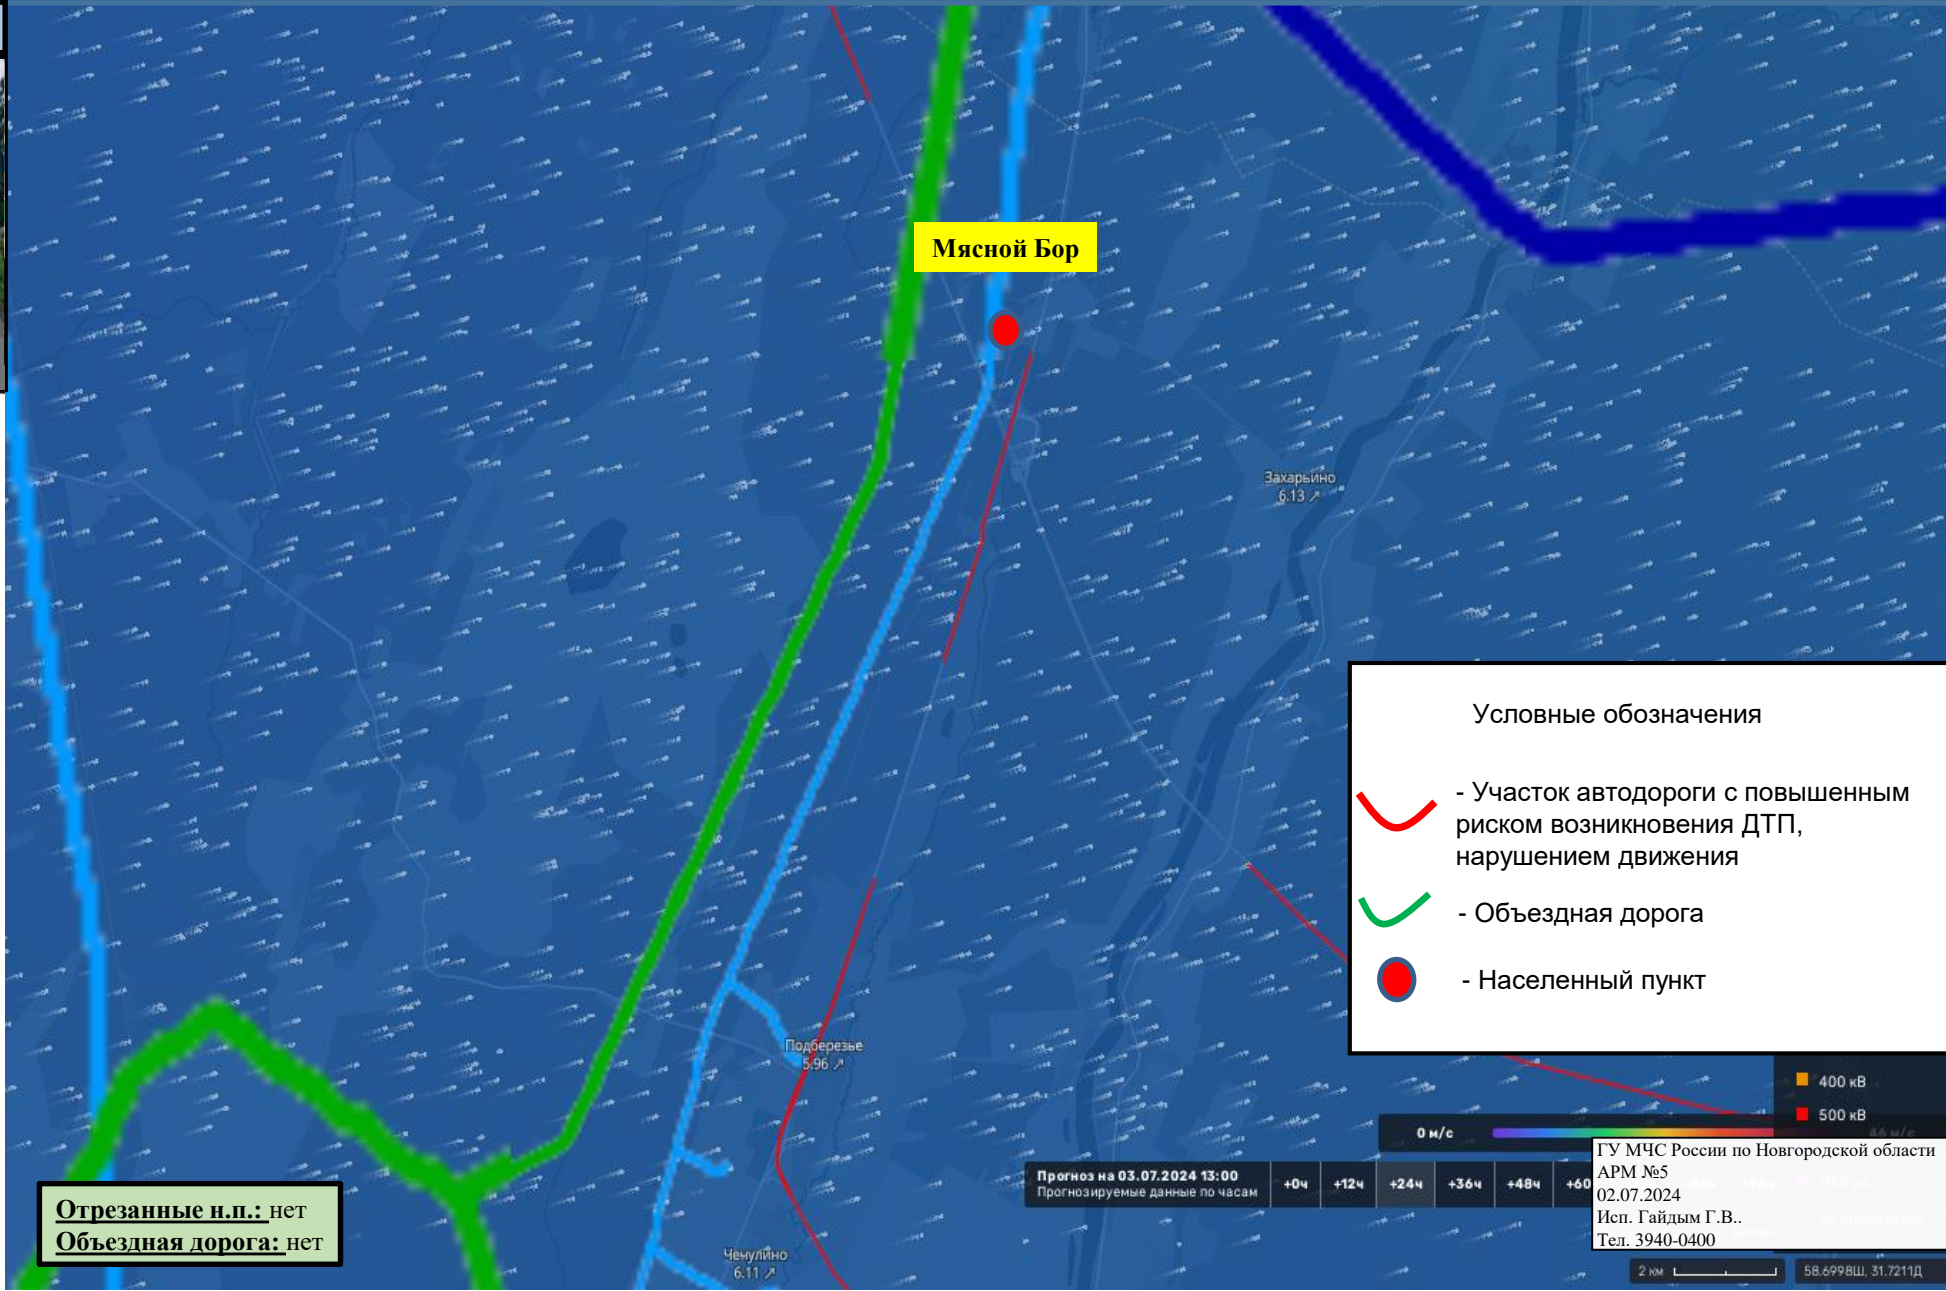 Мясной Бор
Захарьино
6.13 ↗
Условные обозначения
- Участок автодороги с повышенным
риском возникновения ДТП,
нарушением движения
- Объездная дорога
- Населенный пункт
Подберезье
5.96 ↗
400 кВ
500 кВ
0 м/с
46 м/с
Прогноз на 03.07.2024 13:00
Прогнозируемые данные по часам
+0ч +12ч +24ч +36ч +48ч +60
ГУ МЧС России по Новгородской области
АРМ №5
02.07.2024
Исп. Гайдым Г.В..
Тел. 3940-0400
Отрезанные н.п.: нет
Объездная дорога: нет
Чечулино
6.11 ↗
2 км
58.6998Ш, 31.7211Д